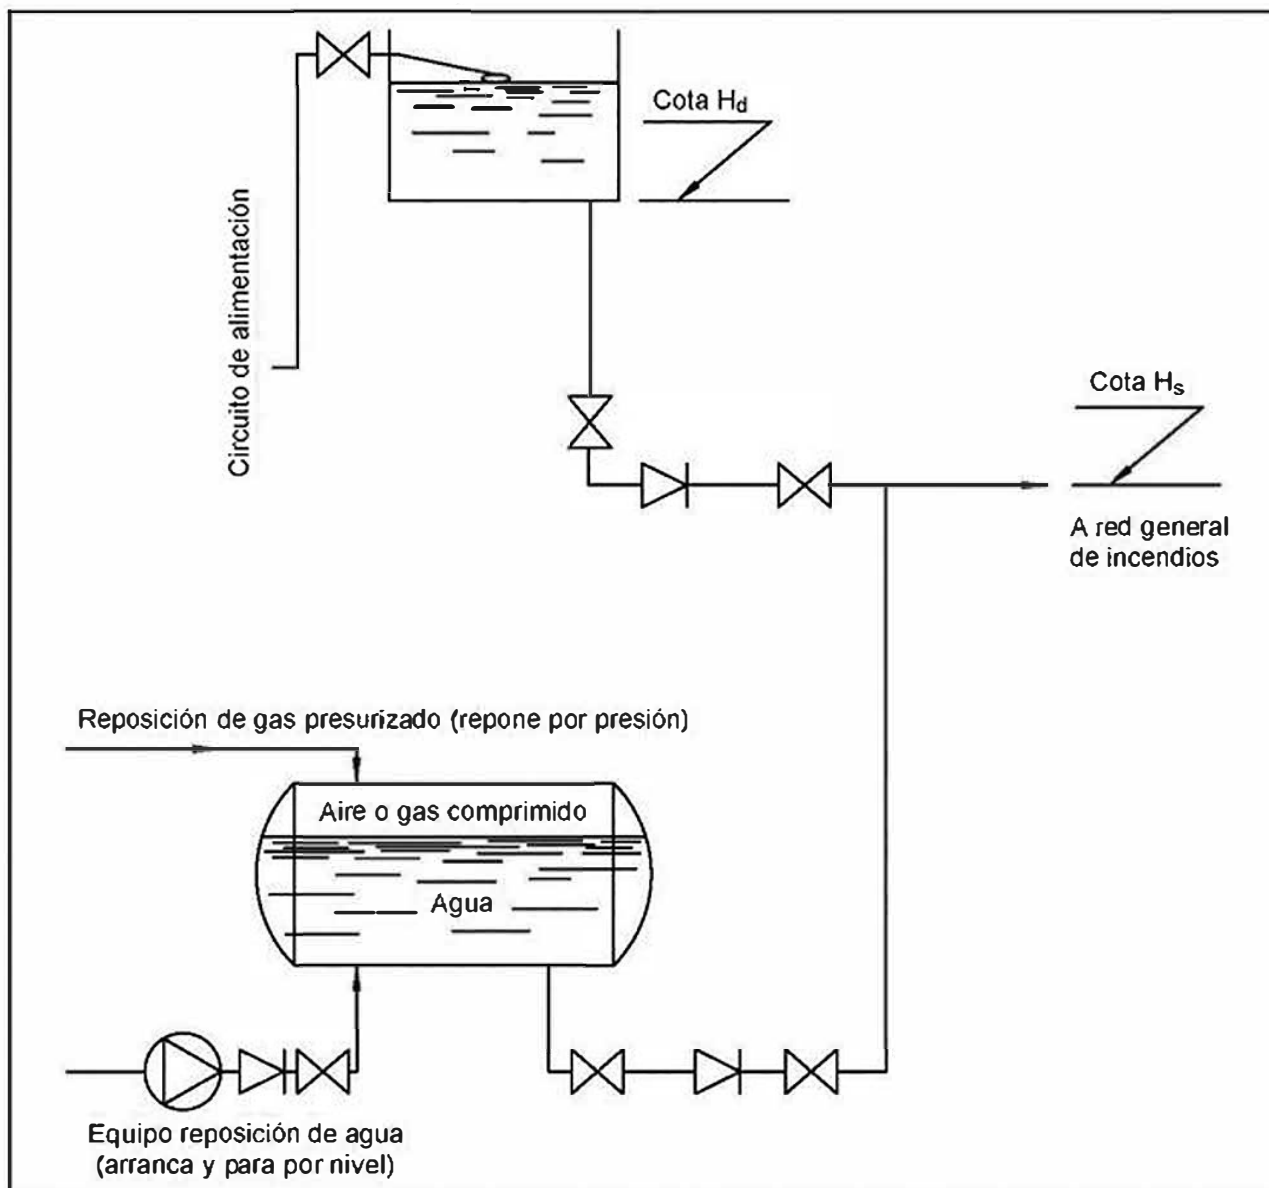 Cota Hd
Circuito de alimentación
Cota Hs
A red general
de incendios
Reposición de gas presurizado (repone por presión)
Aire o gas comprimido
Agua
Equipo reposición de agua
(arranca y para por nivel)